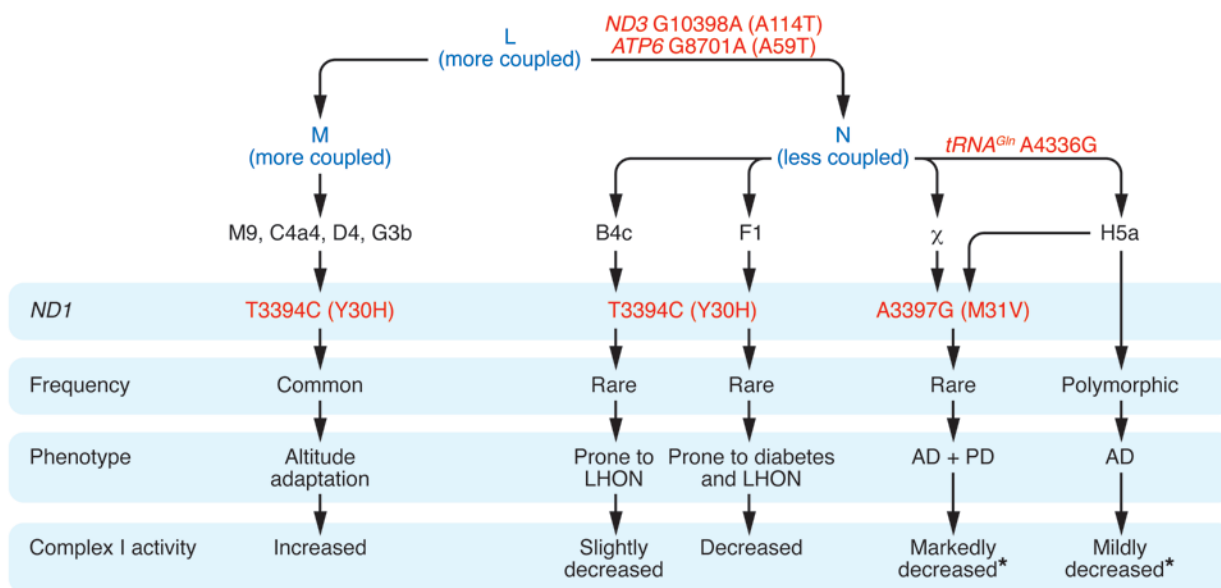 L
(more coupled)
ND3 G10398A (A114T)
ATP6 G8701A (A59T)
M
(more coupled)
N
(less coupled)
tRNA^Gln A4336G
M9, C4a4, D4, G3b
B4c
F1
χ
H5a
ND1
T3394C (Y30H)
T3394C (Y30H)
A3397G (M31V)
Frequency
Common
Rare
Rare
Rare
Polymorphic
Phenotype
Altitude
adaptation
Prone to
LHON
Prone to diabetes
and LHON
AD + PD
AD
Complex I activity
Increased
Slightly
decreased
Decreased
Markedly
decreased*
Mildly
decreased*